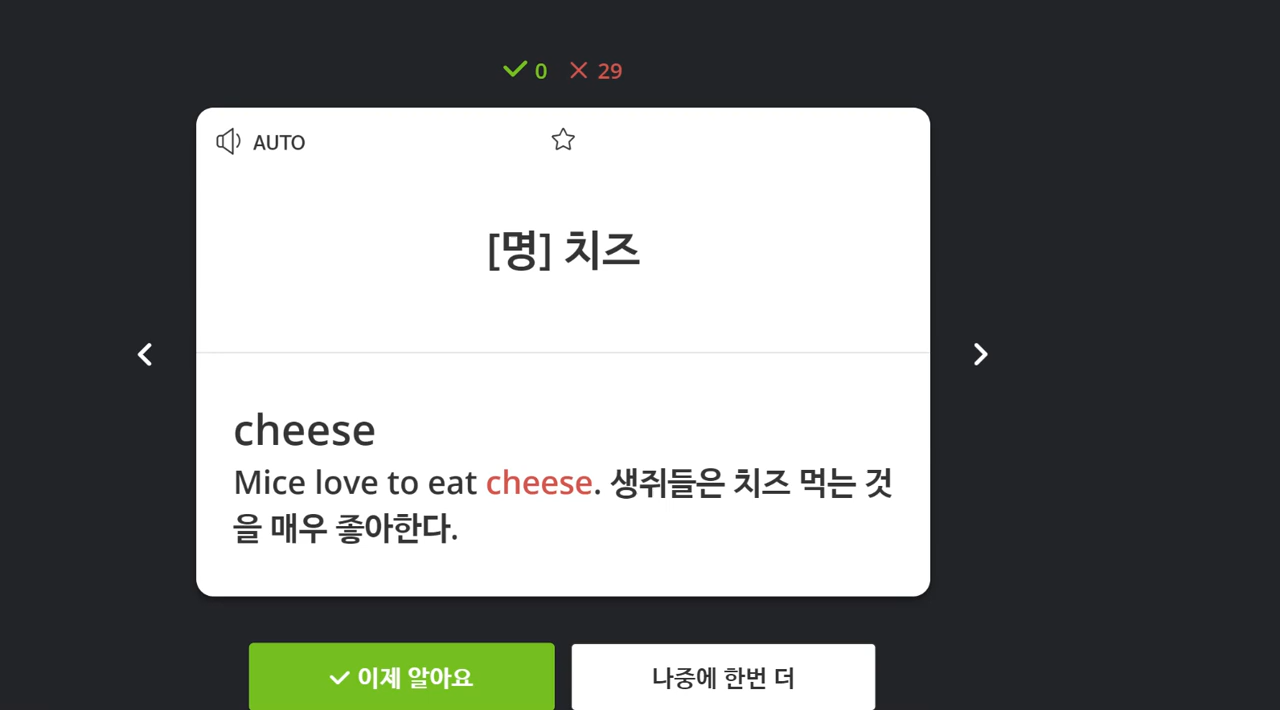 0 29
AUTO
[명] 치즈
cheese
Mice love to eat cheese. 생쥐들은 치즈 먹는 것
을 매우 좋아한다.
이제 알아요 나중에 한번 더